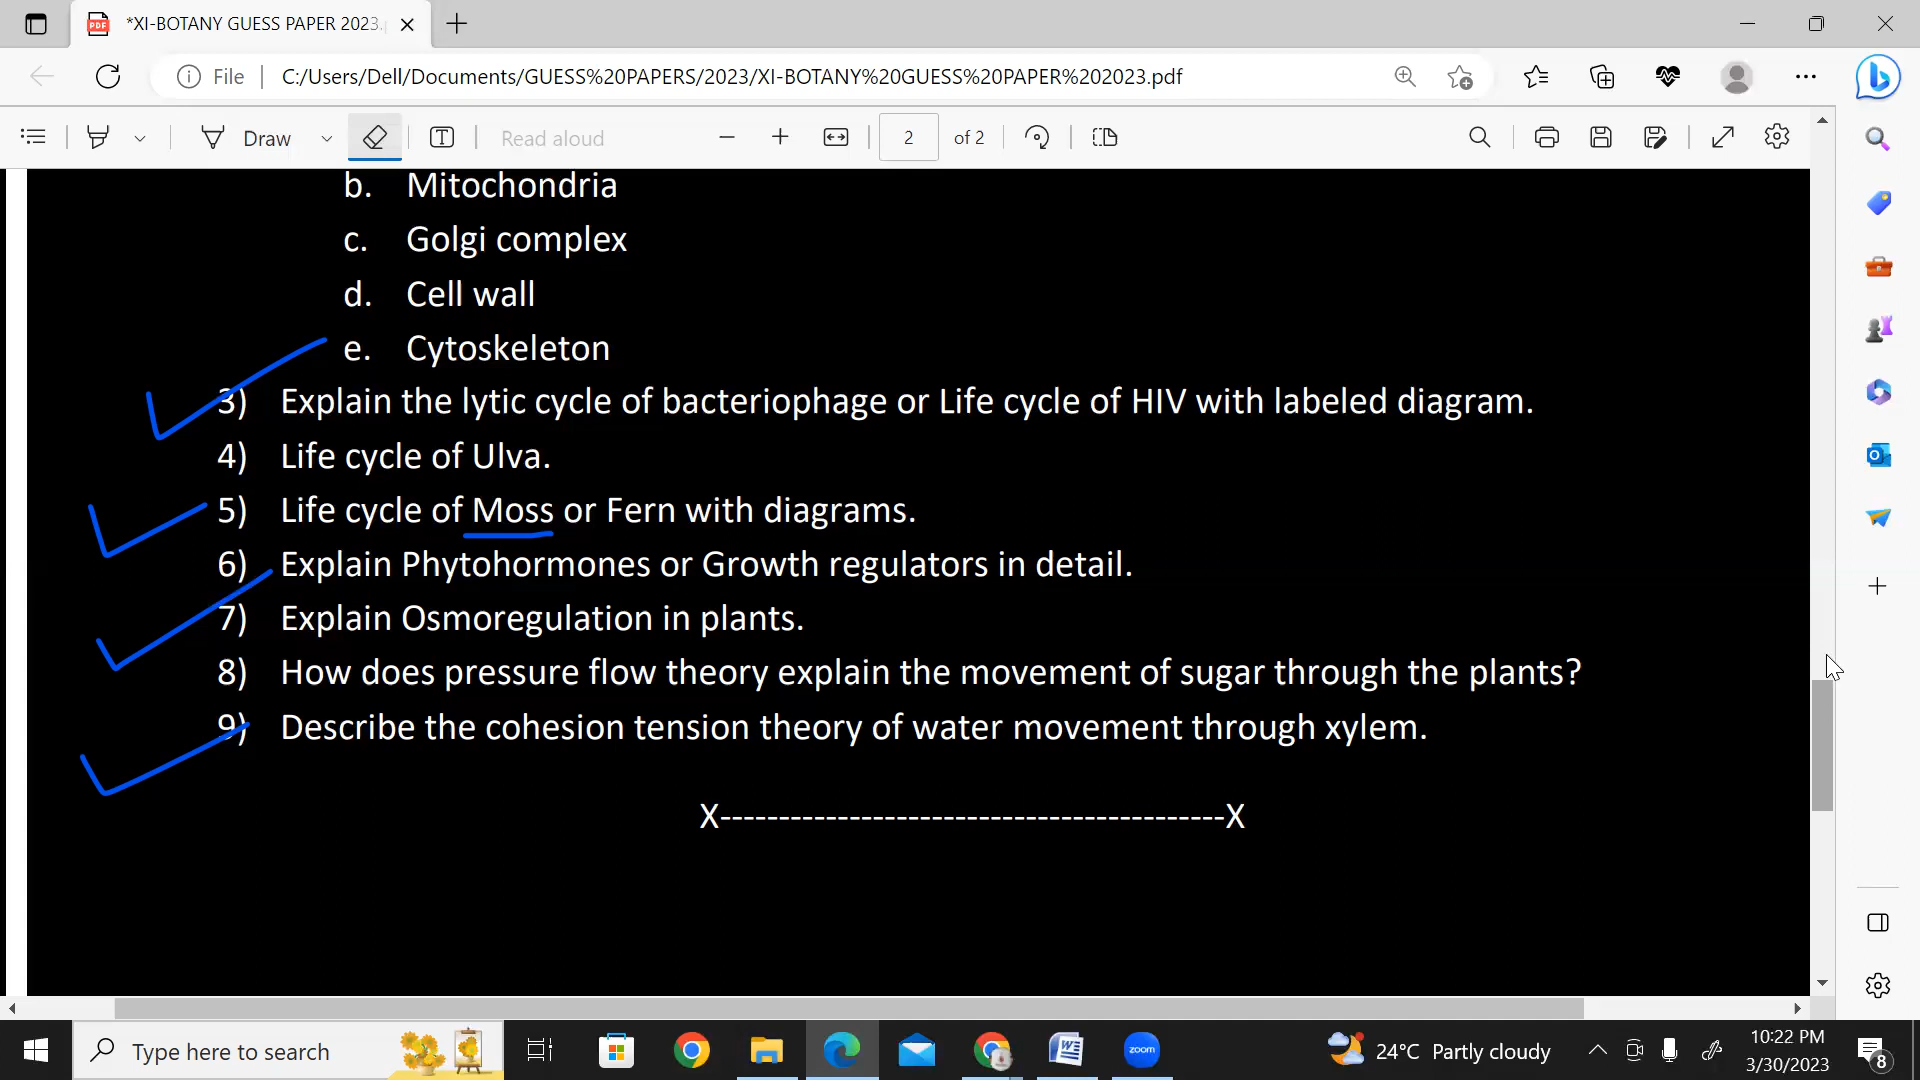 *XI-BOTANY GUESS PAPER 2023.
File
C:/Users/Dell/Documents/GUESS%20PAPERS/2023/XI-BOTANY%20GUESS%20PAPER%202023.pdf
Draw
Read aloud
2
of 2
b. Mitochondria
c. Golgi complex
d. Cell wall
e. Cytoskeleton
3) Explain the lytic cycle of bacteriophage or Life cycle of HIV with labeled diagram.
4) Life cycle of Ulva.
5) Life cycle of Moss or Fern with diagrams.
6) Explain Phytohormones or Growth regulators in detail.
7) Explain Osmoregulation in plants.
8) How does pressure flow theory explain the movement of sugar through the plants?
9) Describe the cohesion tension theory of water movement through xylem.
X-------------------------------------------X
Type here to search
zoom
24°C Partly cloudy
10:22 PM
3/30/2023
8